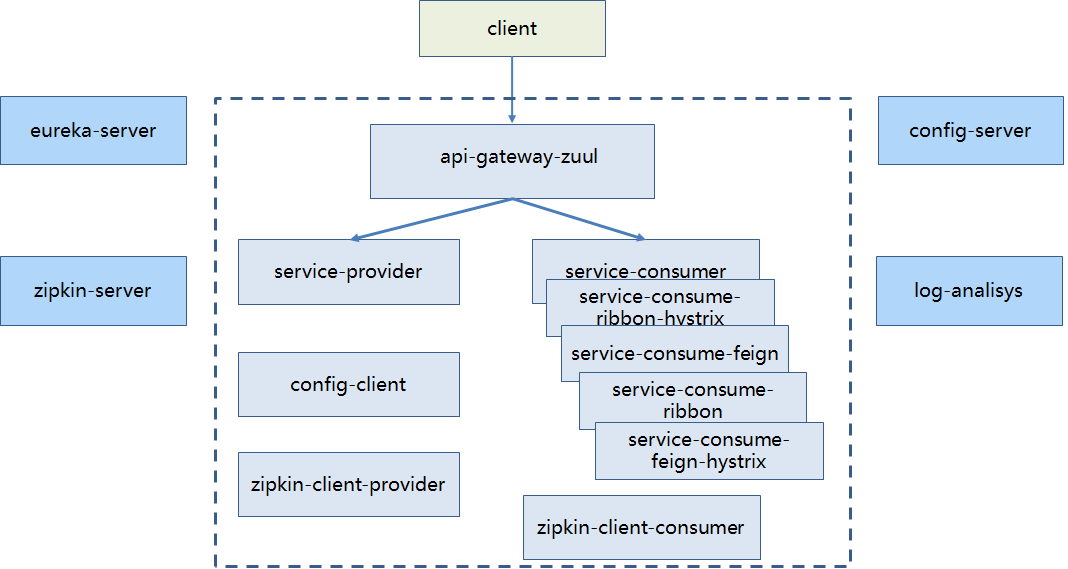 client
eureka-server
config-server
api-gateway-zuul
service-provider
service-consumer
zipkin-server
log-analisys
service-consume-
ribbon-hystrix
service-consume-feign
config-client
service-consume-
ribbon
service-consume-
feign-hystrix
zipkin-client-provider
zipkin-client-consumer